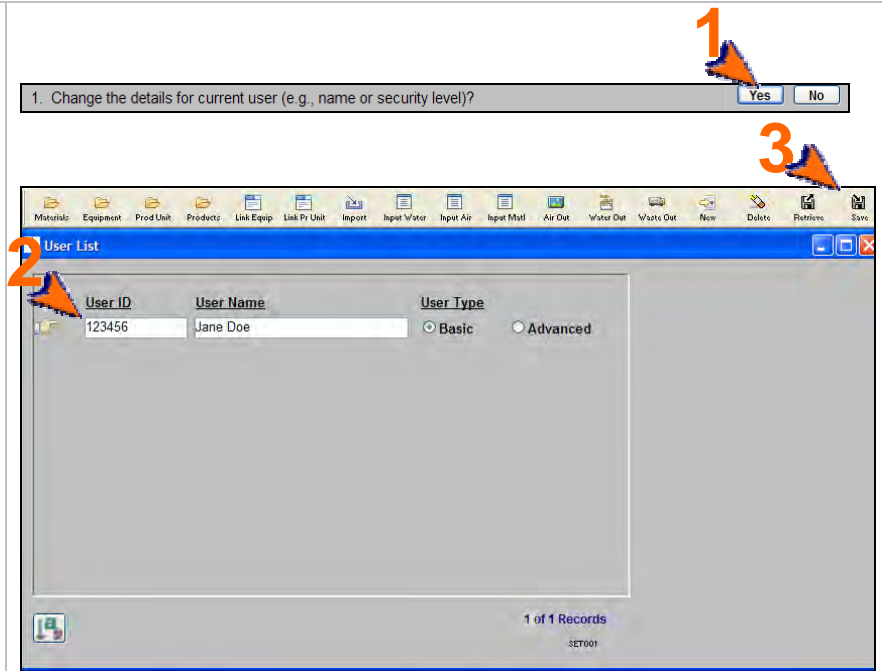 1
1. Change the details for current user (e.g., name or security level)? Yes No
3
Materials Equipment Prod Unit Products Link Equip Link Pr Unit Import Input Water Input Air Input Matl Air Out Water Out Waste Out New Delete Retrieve Save
User List
2
User ID User Name User Type
123456 Jane Doe Basic Advanced
1 of 1 Records
SET001